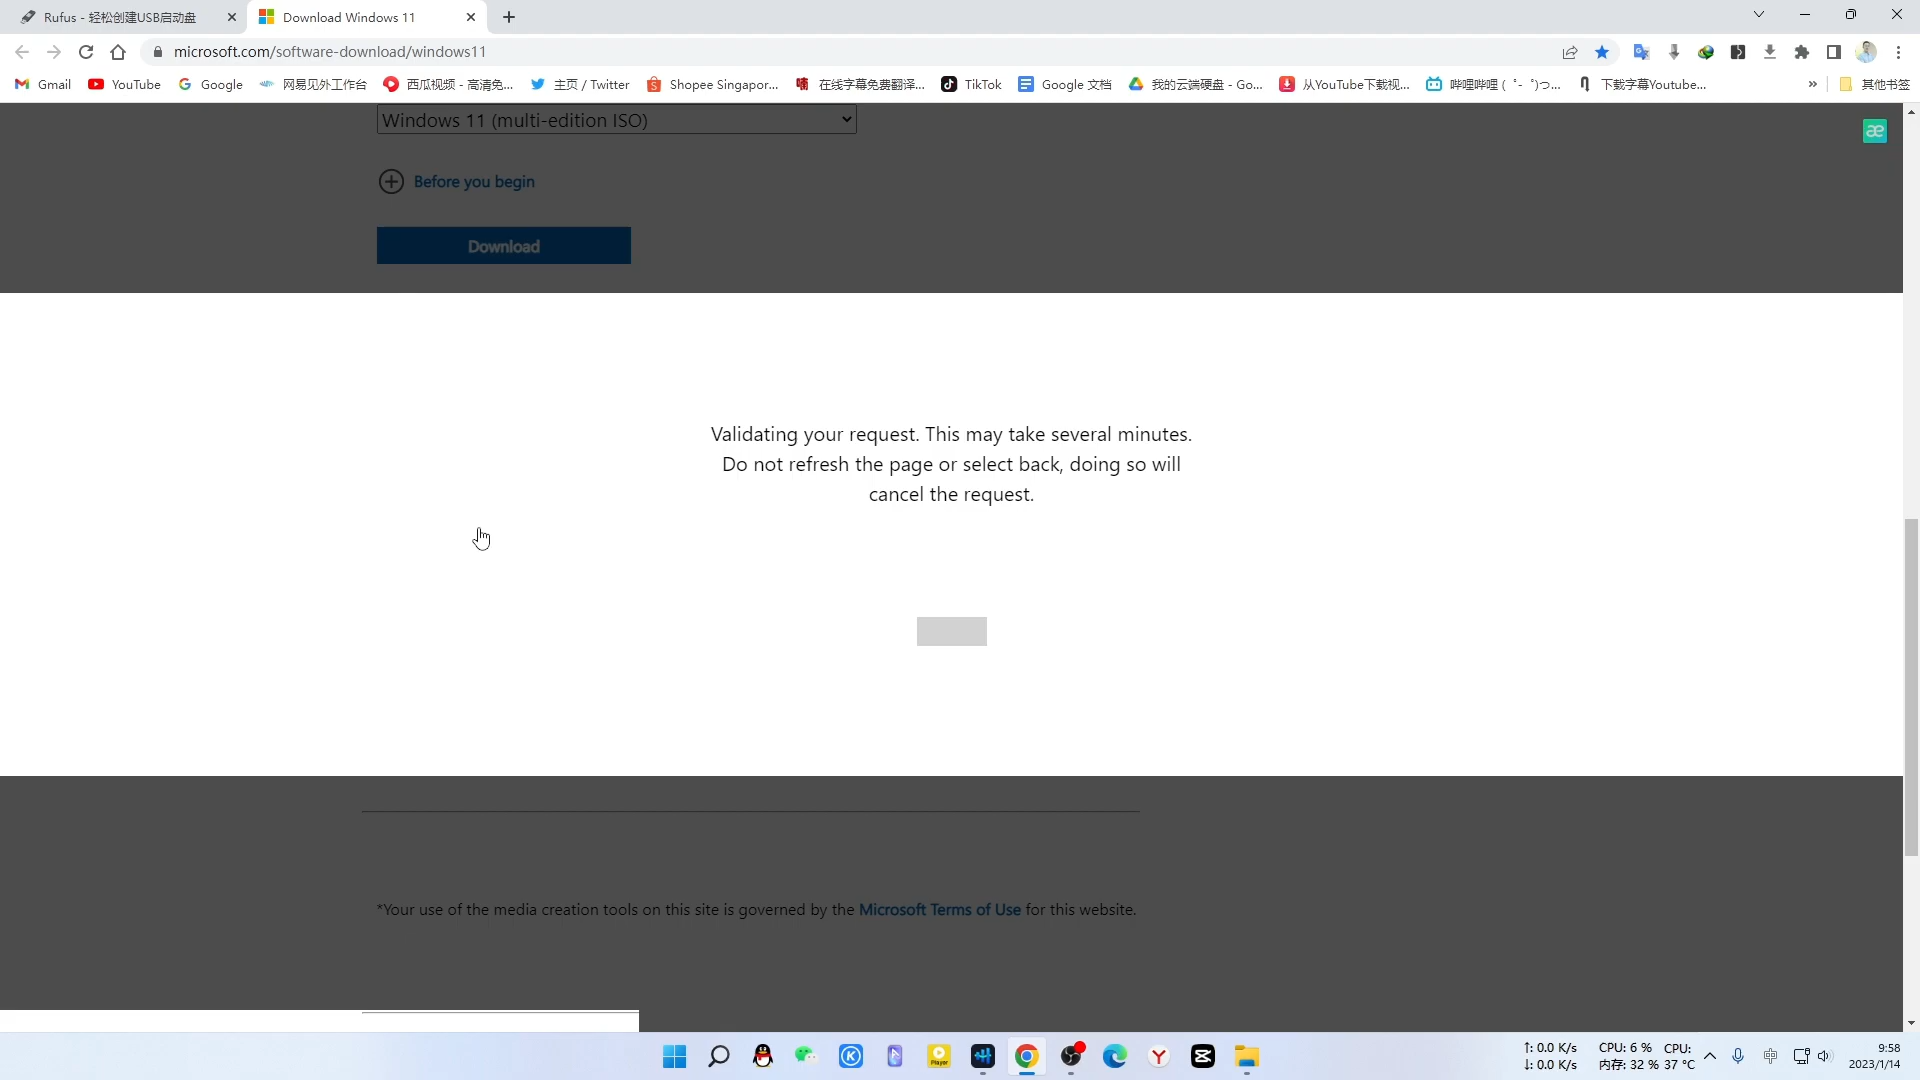 Rufus - 轻松创建USB启动盘
Download Windows 11
microsoft.com/software-download/windows11
Gmail
YouTube
Google
网易见外工作台
西瓜视频 - 高清免...
主页 / Twitter
Shopee Singapor...
在线字幕免费翻译...
TikTok
Google 文档
我的云端硬盘 - Go...
从YouTube下载视...
哔哩哔哩 ( ゜- ゜)つ...
下载字幕Youtube...
»
其他书签
Windows 11 (multi-edition ISO)
æ
Before you begin
Download
Validating your request. This may take several minutes.
Do not refresh the page or select back, doing so will
cancel the request.
*Your use of the media creation tools on this site is governed by the Microsoft Terms of Use for this website.
Player
↑: 0.0 K/s
↓: 0.0 K/s
CPU: 6 %
内存: 32 %
CPU:
37 °C
中
9:58
2023/1/14